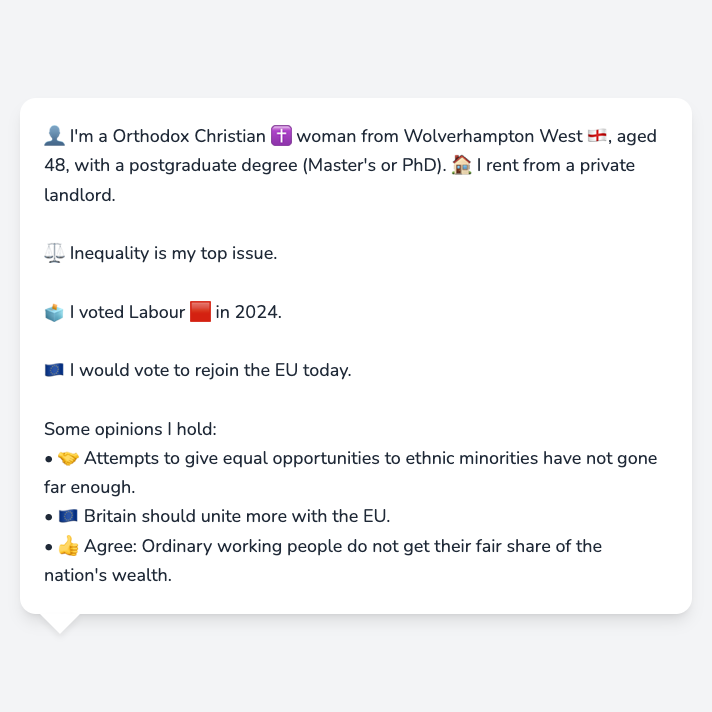 👤 I'm a Orthodox Christian ✝️ woman from Wolverhampton West 🏴󠁧󠁢󠁥󠁮󠁧󠁿, aged
48, with a postgraduate degree (Master's or PhD). 🏠 I rent from a private
landlord.
⚖️ Inequality is my top issue.
🗳️ I voted Labour 🟥 in 2024.
🇪🇺 I would vote to rejoin the EU today.
Some opinions I hold:
• 🤝 Attempts to give equal opportunities to ethnic minorities have not gone
far enough.
• 🇪🇺 Britain should unite more with the EU.
• 👍 Agree: Ordinary working people do not get their fair share of the
nation's wealth.